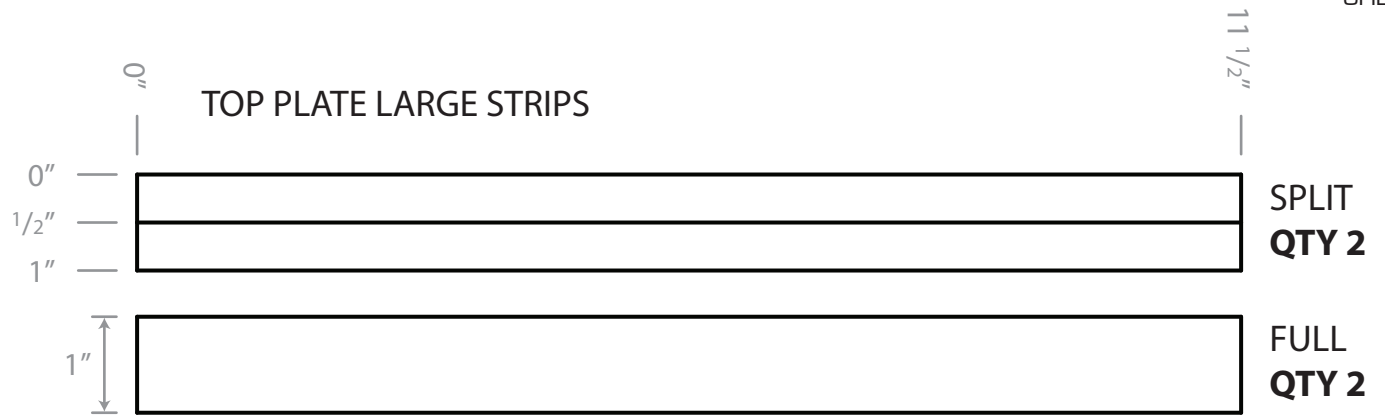 0″
11 1/2″
TOP PLATE LARGE STRIPS
0″
1/2″
1″
SPLIT
QTY 2
1″
FULL
QTY 2